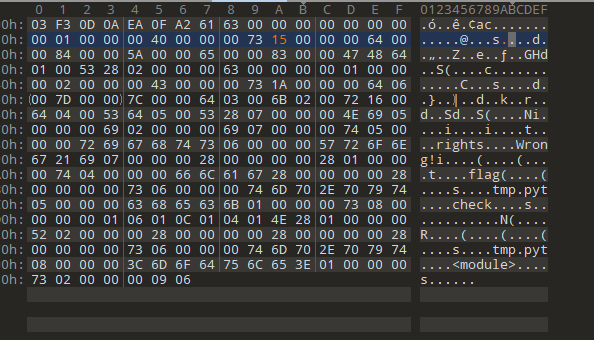 0 1 2 3 4 5 6 7 8 9 A B C D E F 0123456789ABCDEF
0h: 03 F3 0D 0A EA 0F A2 61 63 00 00 00 00 00 00 00 .ó..ê.¢ac.......
0h: 00 01 00 00 00 40 00 00 00 73 15 00 00 00 64 00 .....@...s....d.
0h: 00 84 00 00 5A 00 00 65 00 00 83 00 00 47 48 64 .„..Z..e..ƒ..GHd
0h: 01 00 53 28 02 00 00 00 63 00 00 00 00 01 00 00 ..S(....c.......
0h: 00 02 00 00 00 43 00 00 00 73 1A 00 00 00 64 06 .....C...s....d.
0h: 00 7D 00 00 7C 00 00 64 03 00 6B 02 00 72 16 00 .}..|..d..k..r..
0h: 64 04 00 53 64 05 00 53 28 07 00 00 00 4E 69 05 d..Sd..S(....Ni.
0h: 00 00 00 69 02 00 00 00 69 07 00 00 00 74 05 00 ...i....i....t..
0h: 00 00 72 69 67 68 74 73 06 00 00 00 57 72 6F 6E ..rights....Wron
0h: 67 21 69 07 00 00 00 28 00 00 00 00 28 01 00 00 g!i....(....(...
0h: 00 74 04 00 00 00 66 6C 61 67 28 00 00 00 00 28 .t....flag(....(
0h: 00 00 00 00 73 06 00 00 00 74 6D 70 2E 70 79 74 ....s....tmp.pyt
0h: 05 00 00 00 63 68 65 63 6B 01 00 00 00 73 08 00 ....check....s..
0h: 00 00 00 01 06 01 0C 01 04 01 4E 28 01 00 00 00 ..........N(....
0h: 52 02 00 00 00 28 00 00 00 00 28 00 00 00 00 28 R....(....(....(
0h: 00 00 00 00 73 06 00 00 00 74 6D 70 2E 70 79 74 ....s....tmp.pyt
0h: 08 00 00 00 3C 6D 6F 64 75 6C 65 3E 01 00 00 00 ....<module>....
0h: 73 02 00 00 00 00 09 06 s.......